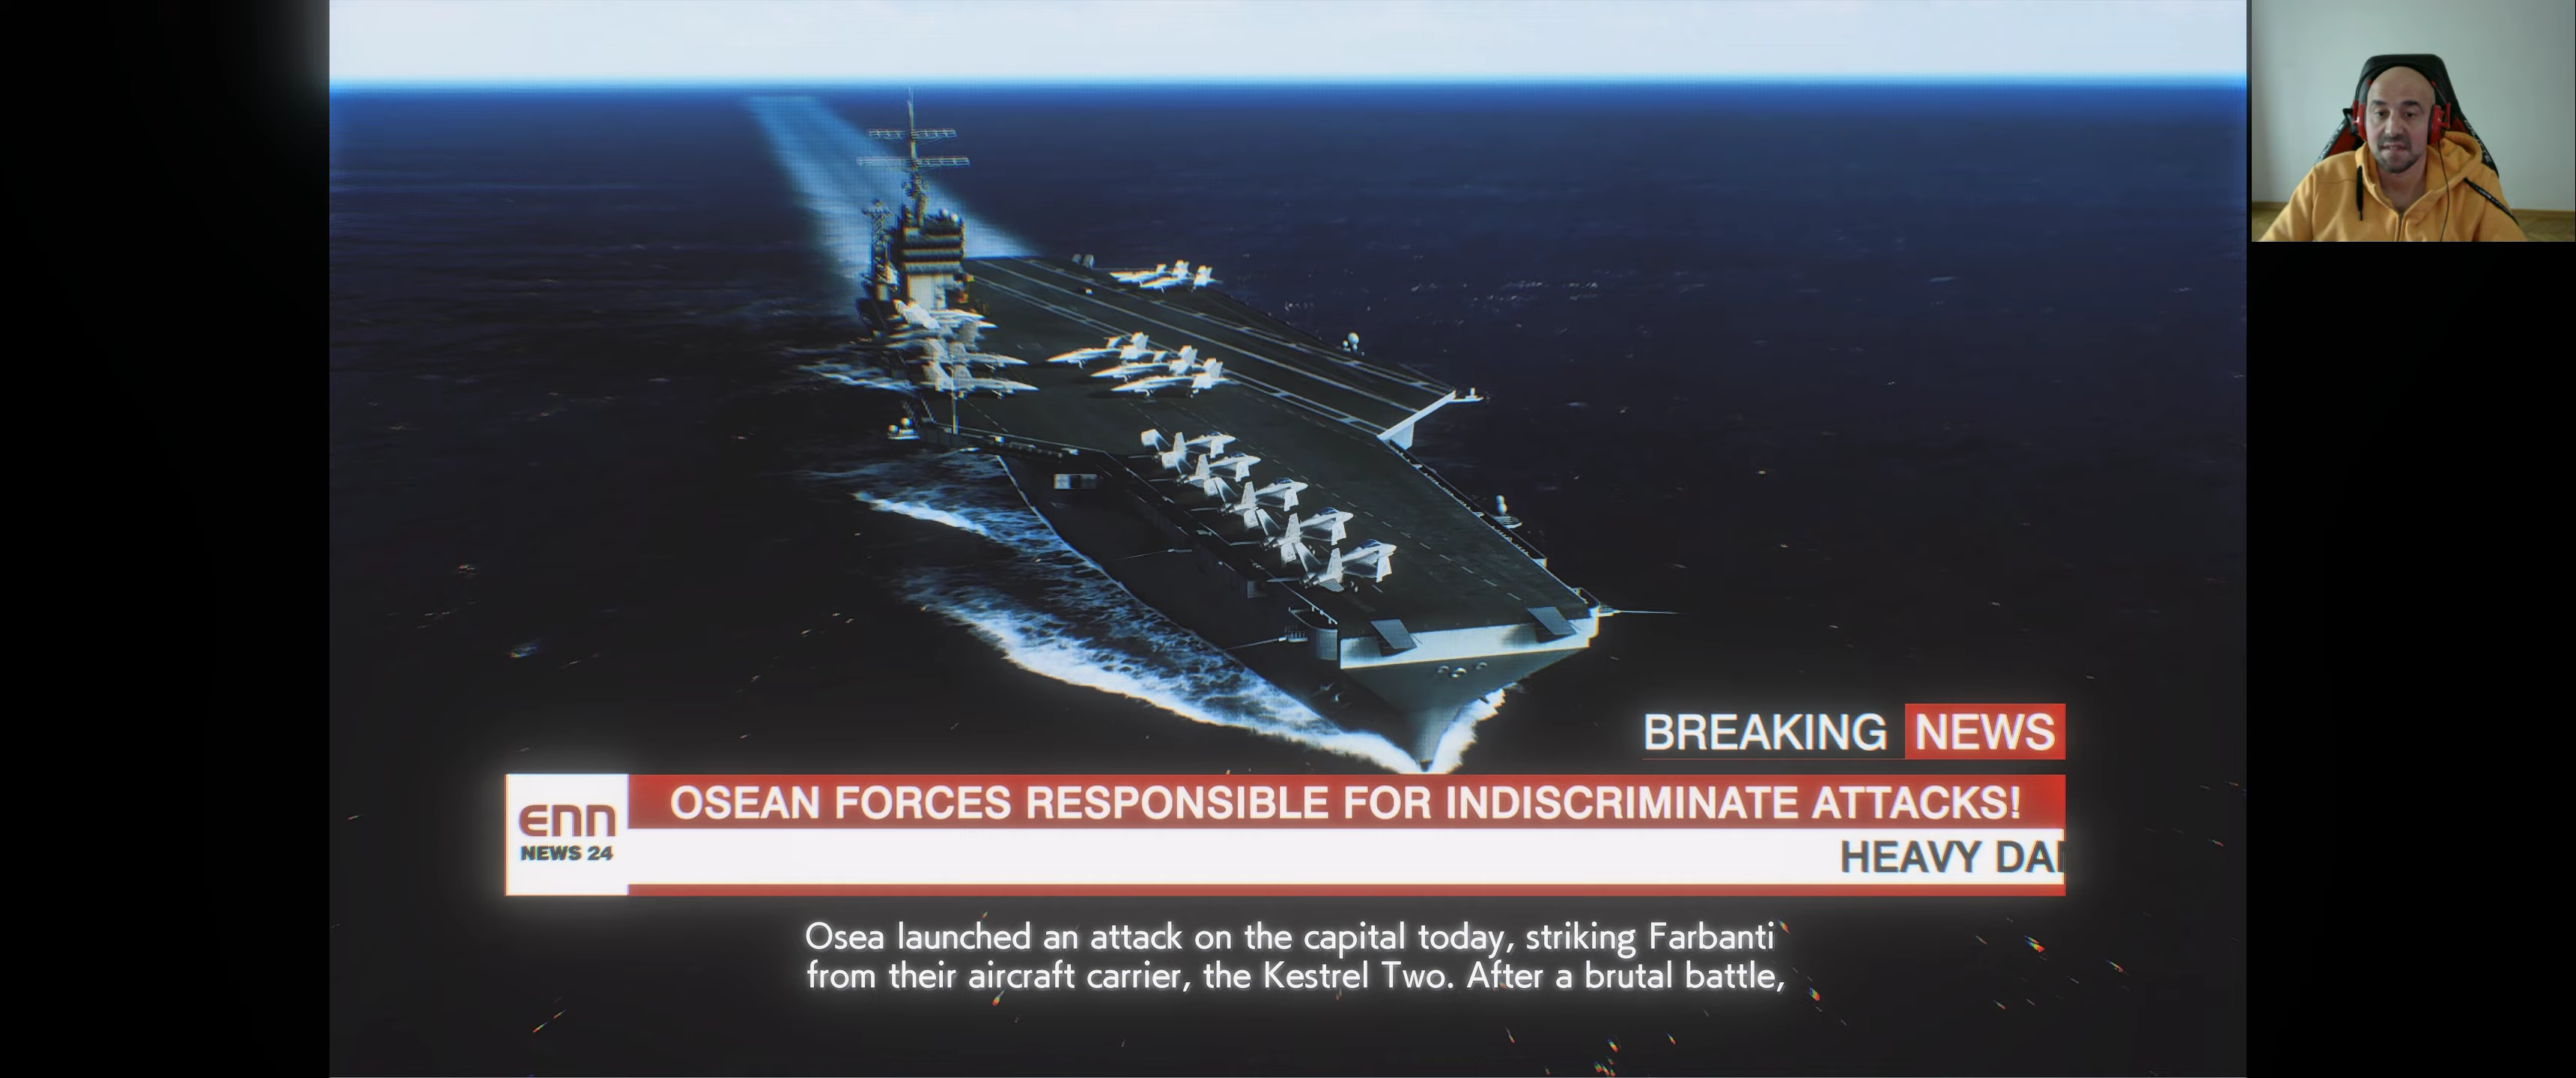 BREAKING NEWS
enn
NEWS 24
OSEAN FORCES RESPONSIBLE FOR INDISCRIMINATE ATTACKS!
HEAVY
Osea launched an attack on the capital today, striking Farbanti
from their aircraft carrier, the Kestrel Two. After a brutal battle,